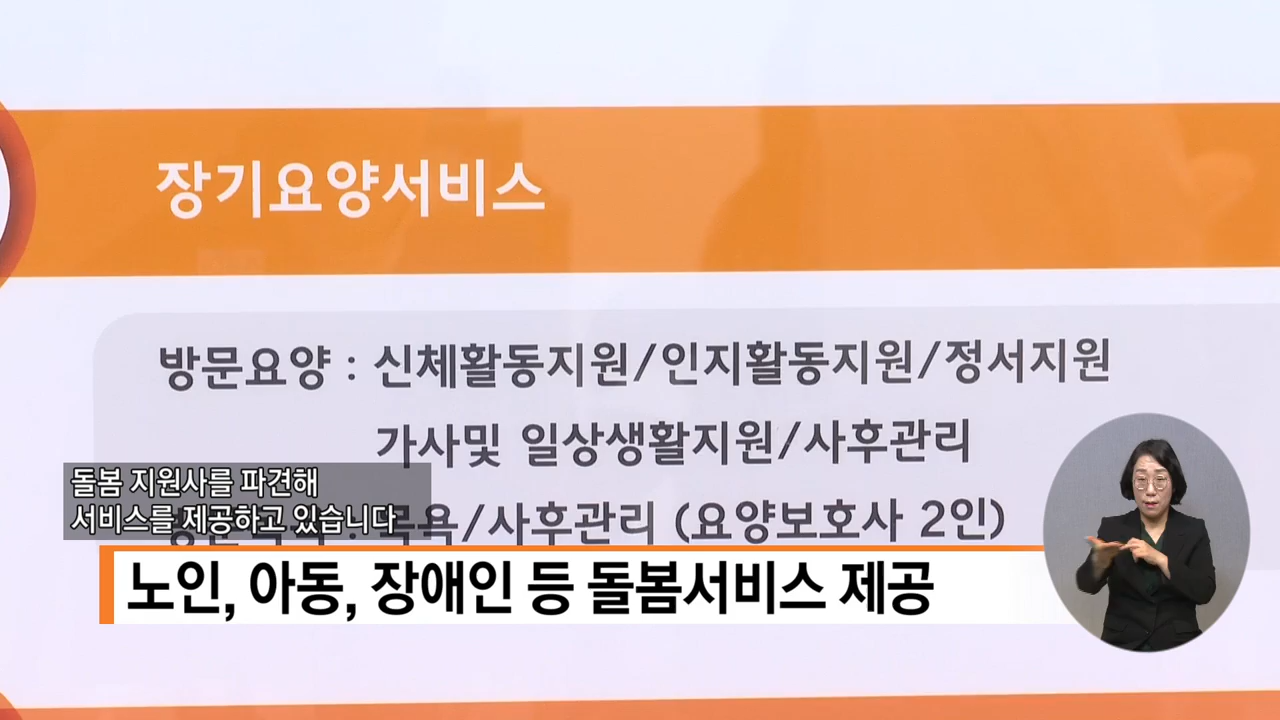 장기요양서비스
방문요양 : 신체활동지원/인지활동지원/정서지원
가사및 일상생활지원/사후관리
돌봄 지원사를 파견해
서비스를 제공하고 있습니다
목욕/사후관리 (요양보호사 2인)
노인, 아동, 장애인 등 돌봄서비스 제공